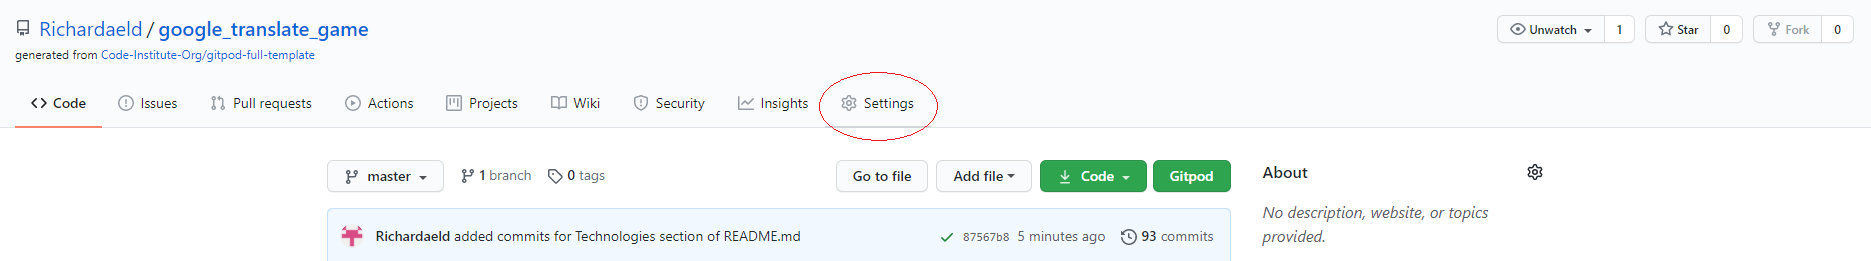 Richardaeld / google_translate_game
Unwatch 1 Star 0 Fork 0
generated from Code-Institute-Org/gitpod-full-template
Code Issues Pull requests Actions Projects Wiki Security Insights Settings
master 1 branch 0 tags Go to file Add file Code Gitpod
About
No description, website, or topics
provided.
Richardaeld added commits for Technologies section of README.md 87567b8 5 minutes ago 93 commits